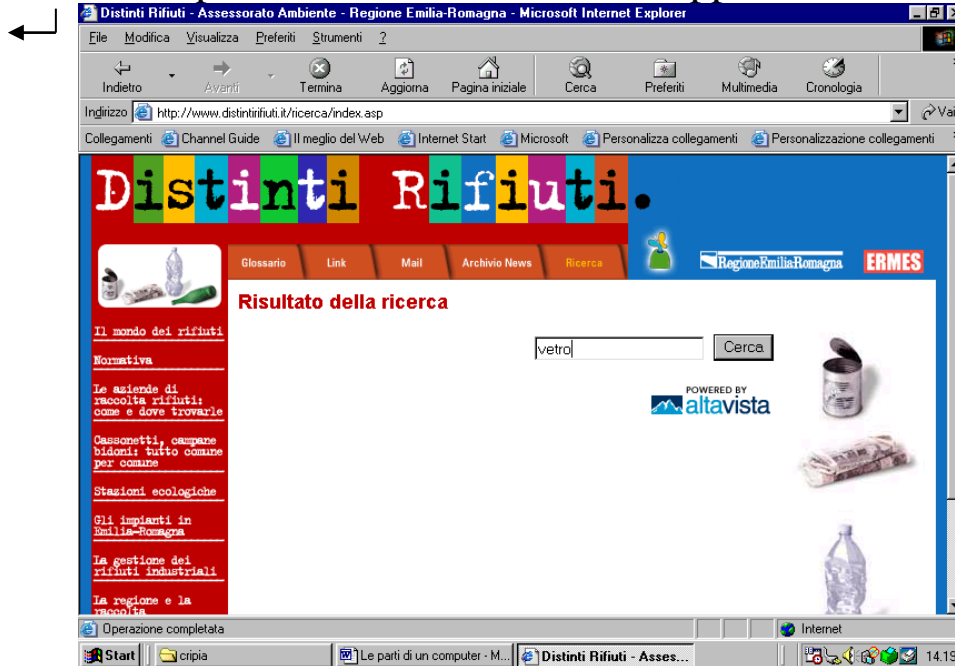 Distinti Rifiuti - Assessorato Ambiente - Regione Emilia-Romagna - Microsoft Internet Explorer
File Modifica Visualizza Preferiti Strumenti ?
Indietro Avanti Termina Aggiorna Pagina iniziale Cerca Preferiti Multimedia Cronologia
Indirizzo http://www.distintirifiuti.it/ricerca/index.asp Vai
Collegamenti Channel Guide Il meglio del Web Internet Start Microsoft Personalizza collegamenti Personalizzazione collegamenti
Distinti Rifiuti.
Glossario Link Mail Archivio News Ricerca RegioneEmiliaRomagna ERMES
Risultato della ricerca
vetro Cerca
POWERED BY
altavista
Il mondo dei rifiuti
Normativa
Le aziende di
raccolta rifiuti:
come e dove trovarle
Cassonetti, campane
bidoni: tutto comune
per comune
Stazioni ecologiche
Gli impianti in
Emilia-Romagna
La gestione dei
rifiuti industriali
La regione e la
raccolta
Operazione completata Internet
Start cripia Le parti di un computer - M... Distinti Rifiuti - Asses... 14.19